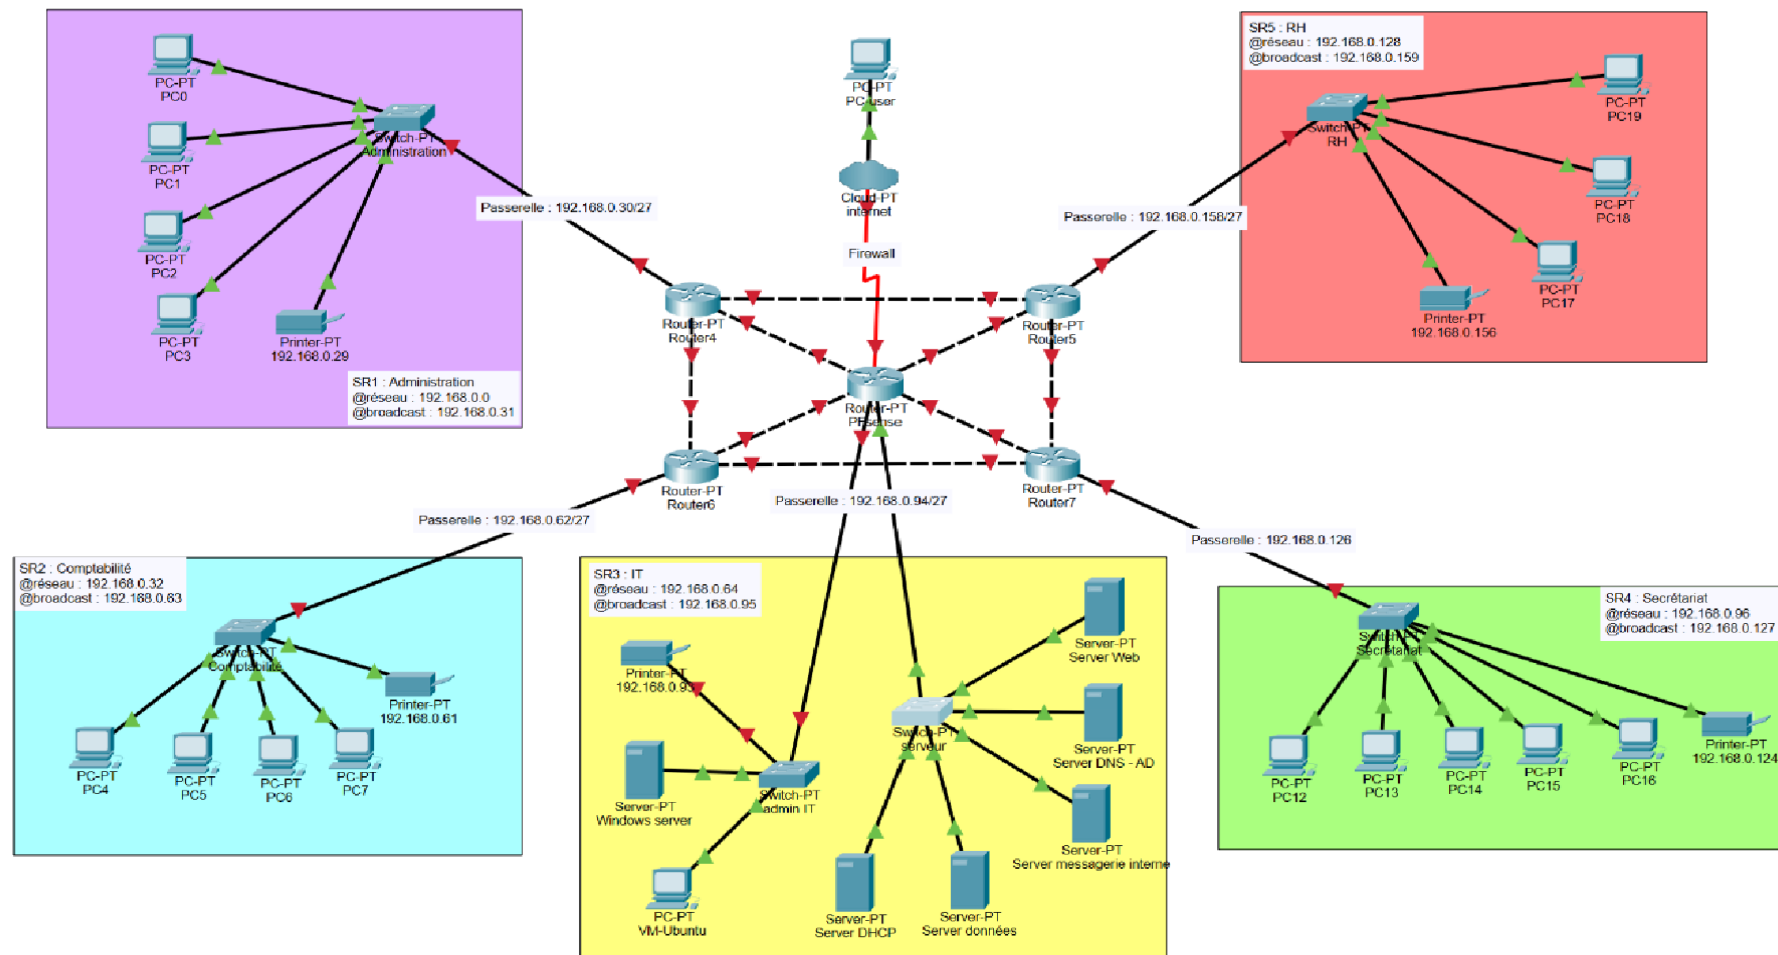 PC-PT
PC0
PC-PT
PC1
PC-PT
PC2
PC-PT
PC3
Switch-PT
Administration
Printer-PT
192.168.0.29
SR1 : Administration
@réseau : 192.168.0.0
@broadcast : 192.168.0.31
Passerelle : 192.168.0.30/27
PC-PT
PC-user
Cloud-PT
internet
Firewall
Passerelle : 192.168.0.158/27
SR5 : RH
@réseau : 192.168.0.128
@broadcast : 192.168.0.159
Switch-PT
RH
PC-PT
PC19
PC-PT
PC18
PC-PT
PC17
Printer-PT
192.168.0.156
Router-PT
Router4
Router-PT
Router5
Router-PT
PFsense
Router-PT
Router6
Router-PT
Router7
Passerelle : 192.168.0.62/27
Passerelle : 192.168.0.94/27
Passerelle : 192.168.0.126
SR2 : Comptabilité
@réseau : 192.168.0.32
@broadcast : 192.168.0.63
Switch-PT
Comptabilité
Printer-PT
192.168.0.61
PC-PT
PC4
PC-PT
PC5
PC-PT
PC6
PC-PT
PC7
SR3 : IT
@réseau : 192.168.0.64
@broadcast : 192.168.0.95
Printer-PT
192.168.0.93
Server-PT
Windows server
Switch-PT
admin IT
PC-PT
VM-Ubuntu
Switch-PT
serveur
Server-PT
Server Web
Server-PT
Server DNS - AD
Server-PT
Server messagerie interne
Server-PT
Server DHCP
Server-PT
Server données
SR4 : Secrétariat
@réseau : 192.168.0.96
@broadcast : 192.168.0.127
Switch-PT
Secrétariat
PC-PT
PC12
PC-PT
PC13
PC-PT
PC14
PC-PT
PC15
PC-PT
PC16
Printer-PT
192.168.0.124